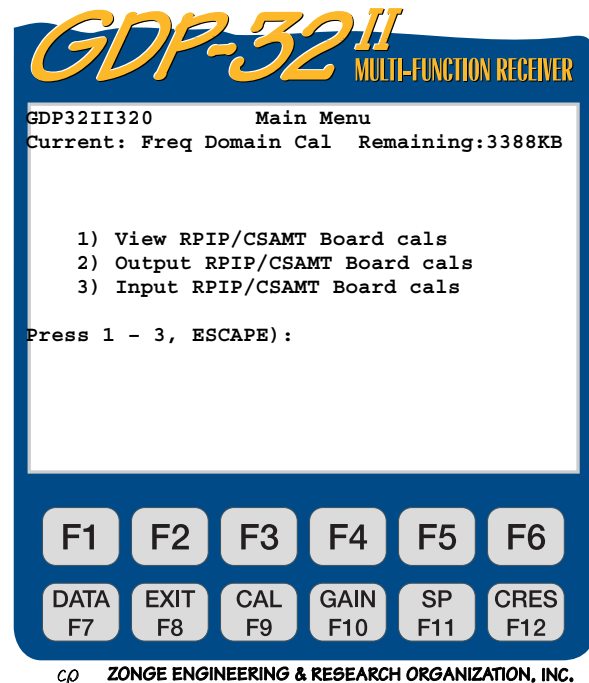 GDP-32 II
MULTI-FUNCTION RECEIVER
GDP32II320 Main Menu
Current: Freq Domain Cal Remaining:3388KB
1) View RPIP/CSAMT Board cals
2) Output RPIP/CSAMT Board cals
3) Input RPIP/CSAMT Board cals
Press 1 – 3, ESCAPE):
F1 F2 F3 F4 F5 F6
DATA EXIT CAL GAIN SP CRES
F7 F8 F9 F10 F11 F12
ZONGE ENGINEERING & RESEARCH ORGANIZATION, INC.